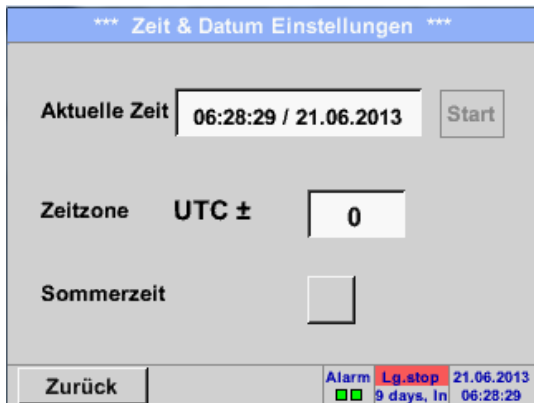 *** Zeit & Datum Einstellungen ***
Aktuelle Zeit 06:28:29 / 21.06.2013 Start
Zeitzone UTC ± 0
Sommerzeit
Zurück Alarm Lg.stop 21.06.2013
9 days, In 06:28:29